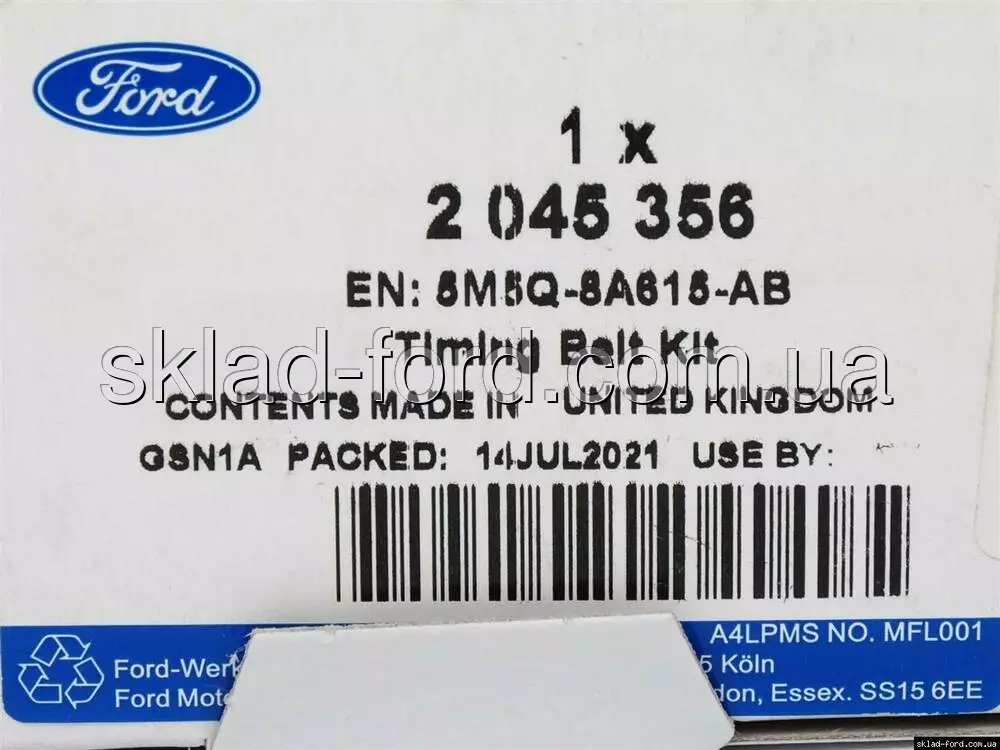 Ford
1 x
2 045 356
EN: 5M5Q-8A615-AB
Timing Belt Kit
sklad-ford.com.ua
CONTENTS MADE IN UNITED KINGDOM
GSN1A PACKED: 14JUL2021 USE BY:
A4LPMS NO. MFL001
Ford-Werk
5 Köln
Ford Mot
don, Essex. SS15 6EE
sklad-ford.com.ua